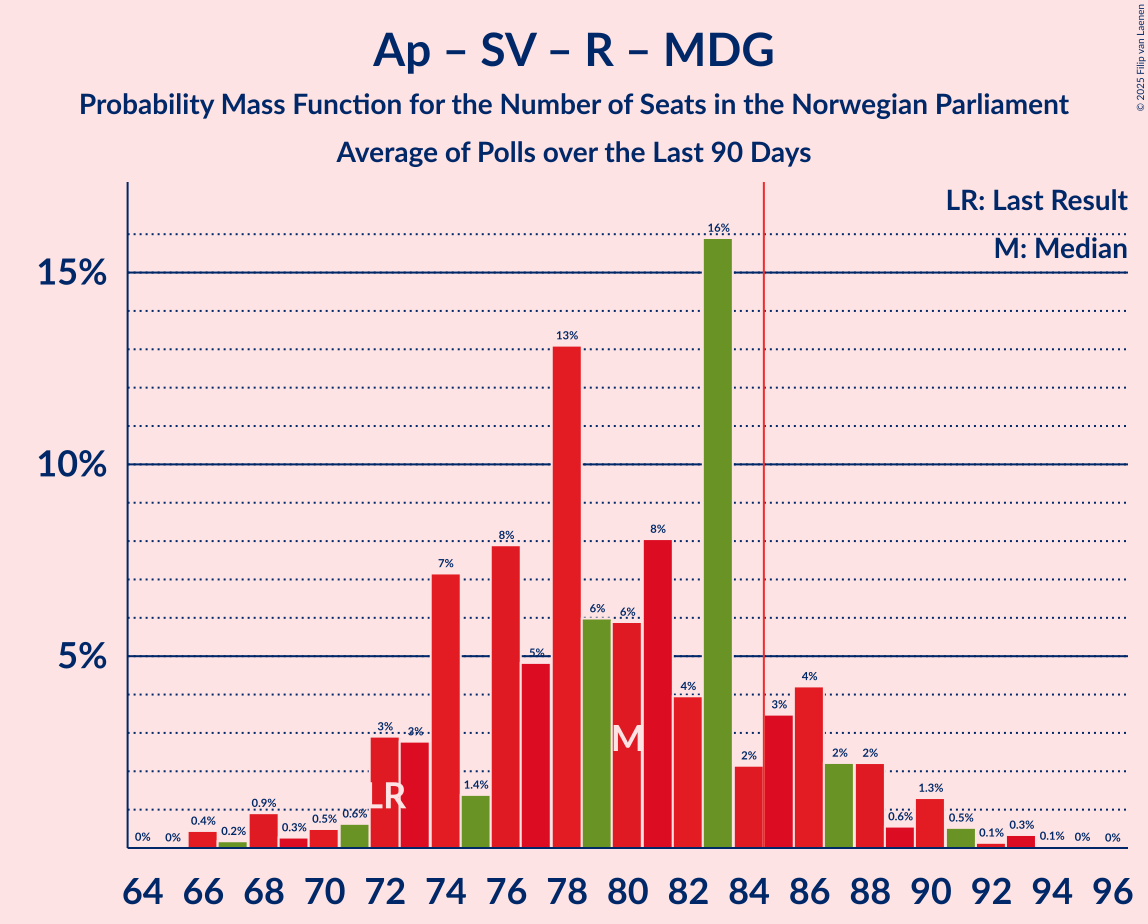 Ap – SV – R – MDG
Probability Mass Function for the Number of Seats in the Norwegian Parliament
Average of Polls over the Last 90 Days
© 2025 Filip van Laenen
LR: Last Result
M: Median
15%
10%
5%
0% 0% 0.4% 0.2% 0.9% 0.3% 0.5% 0.6% 3% 3% 7% 1.4% 8% 5% 13% 6% 6% 8% 4% 16% 2% 3% 4% 2% 2% 0.6% 1.3% 0.5% 0.1% 0.3% 0.1% 0% 0%
LR M
64 66 68 70 72 74 76 78 80 82 84 86 88 90 92 94 96